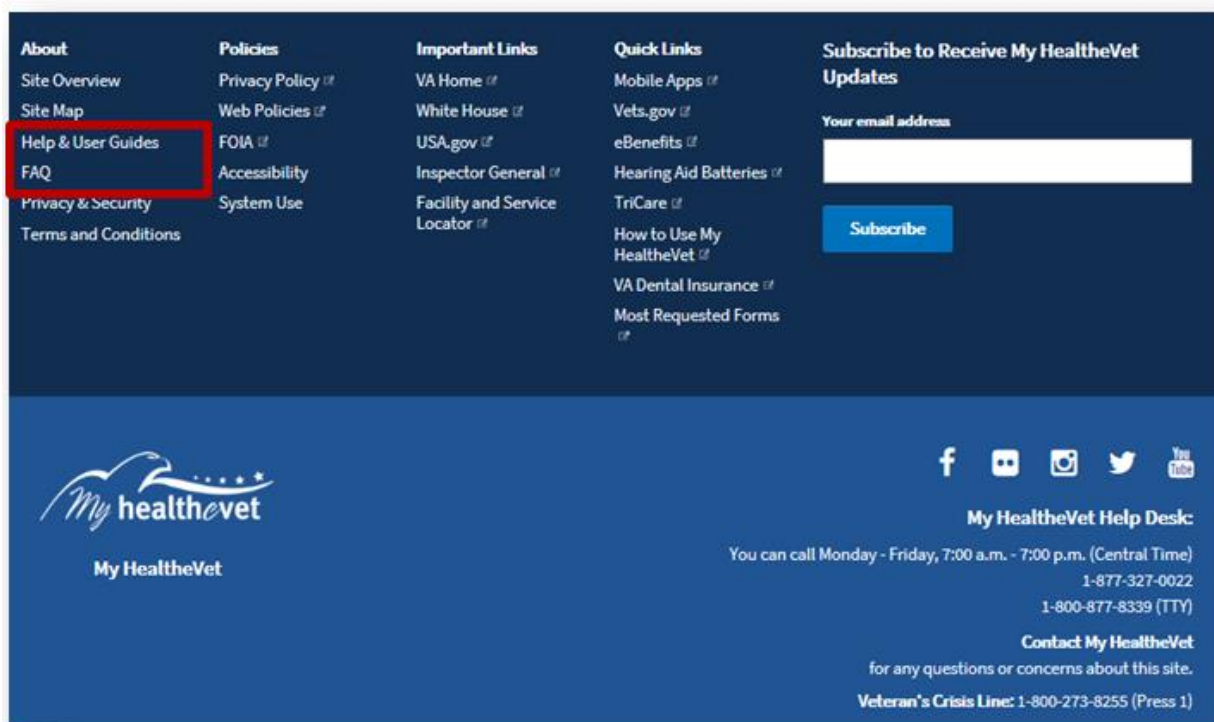 About
Site Overview
Site Map
Help & User Guides
FAQ
Privacy & Security
Terms and Conditions
Policies
Privacy Policy
Web Policies
FOIA
Accessibility
System Use
Important Links
VA Home
White House
USA.gov
Inspector General
Facility and Service
Locator
Quick Links
Mobile Apps
Vets.gov
eBenefits
Hearing Aid Batteries
TriCare
How to Use My
HealtheVet
VA Dental Insurance
Most Requested Forms
Subscribe to Receive My HealtheVet
Updates
Your email address
Subscribe
My healthevet
My HealtheVet
You
Tube
My HealtheVet Help Desk:
You can call Monday - Friday, 7:00 a.m. - 7:00 p.m. (Central Time)
1-877-327-0022
1-800-877-8339 (TTY)
Contact My HealtheVet
for any questions or concerns about this site.
Veteran's Crisis Line: 1-800-273-8255 (Press 1)